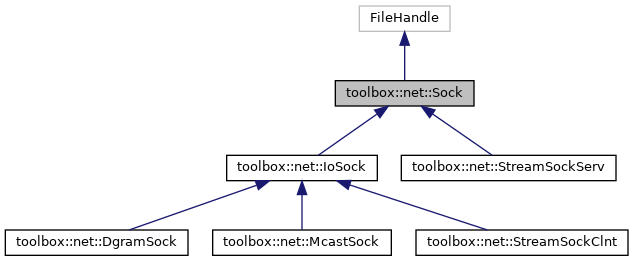 FileHandle
toolbox::net::Sock
toolbox::net::IoSock
toolbox::net::StreamSockServ
toolbox::net::DgramSock
toolbox::net::McastSock
toolbox::net::StreamSockClnt